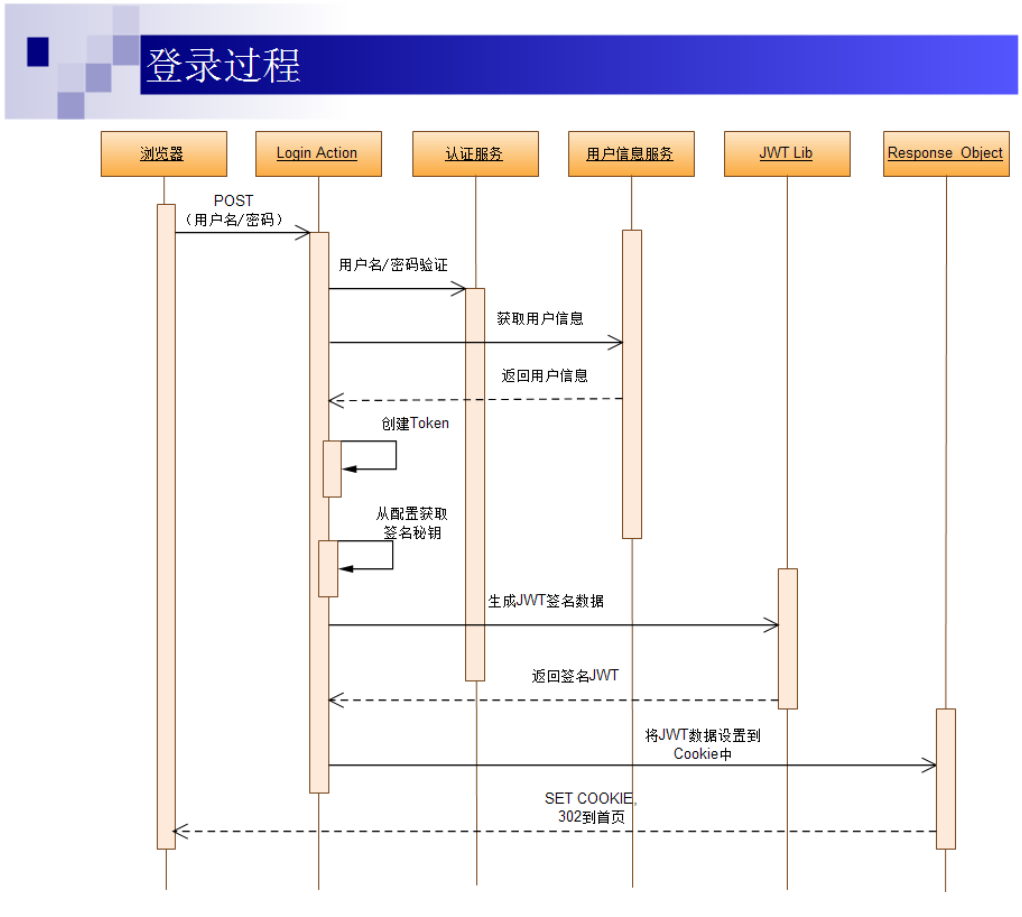 登录过程
浏览器
Login Action
认证服务
用户信息服务
JWT Lib
Response Object
POST
（用户名/密码）
用户名/密码验证
获取用户信息
返回用户信息
创建Token
从配置获取
签名秘钥
生成JWT签名数据
返回签名JWT
将JWT数据设置到
Cookie中
SET COOKIE,
302到首页